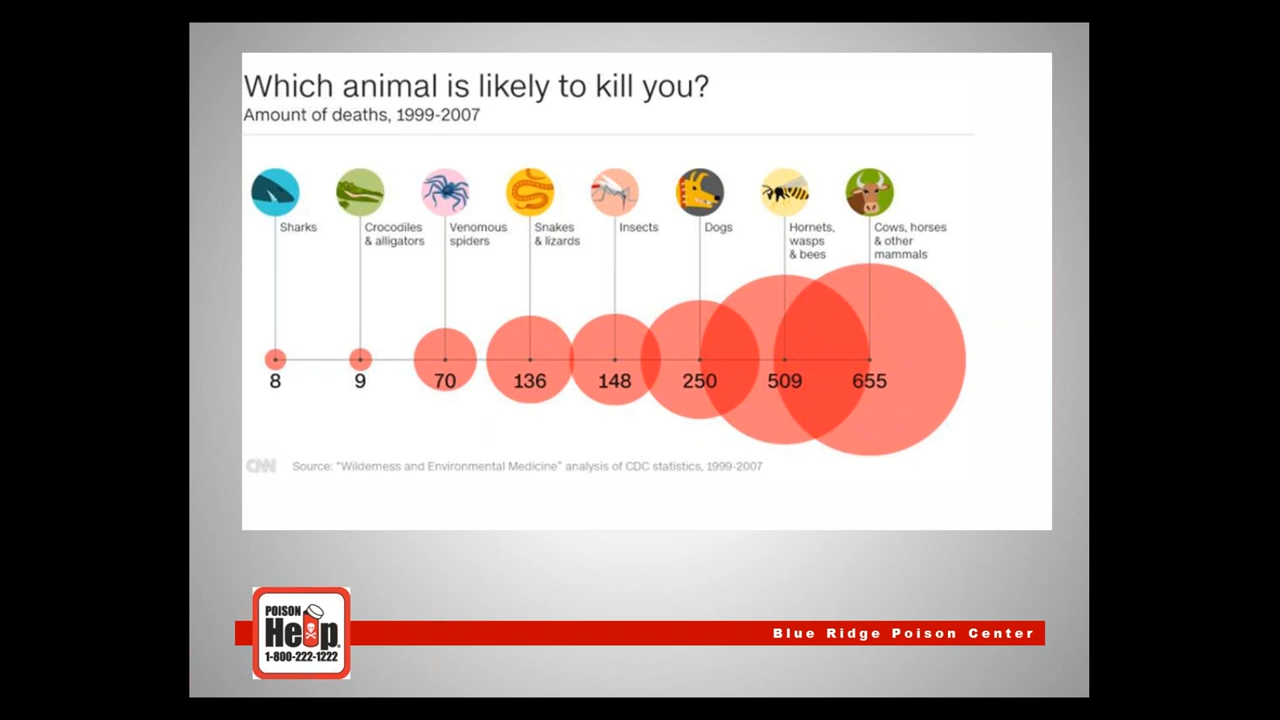 Which animal is likely to kill you?
Amount of deaths, 1999-2007
Sharks
Crocodiles
& alligators
Venomous
spiders
Snakes
& lizards
Insects
Dogs
Hornets,
wasps
& bees
Cows, horses
& other
mammals
8
9
70
136
148
250
509
655
CNN
Source: "Wilderness and Environmental Medicine" analysis of CDC statistics, 1999-2007
POISON
Help®
1-800-222-1222
Blue Ridge Poison Center